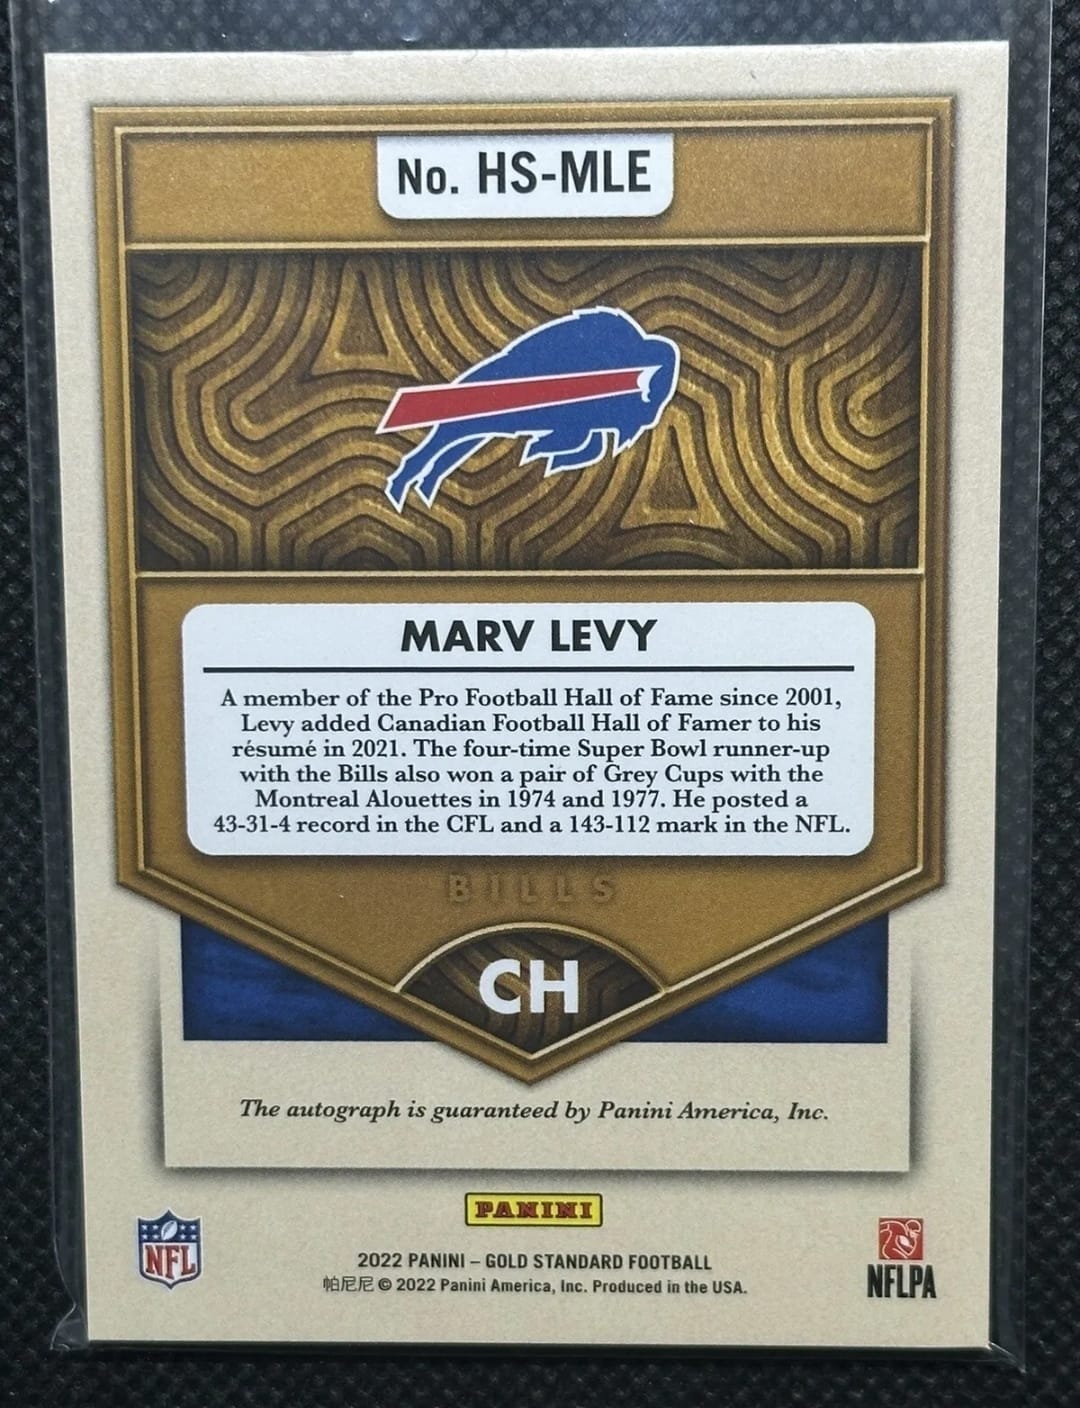 No. HS-MLE
MARV LEVY
A member of the Pro Football Hall of Fame since 2001,
Levy added Canadian Football Hall of Famer to his
résumé in 2021. The four-time Super Bowl runner-up
with the Bills also won a pair of Grey Cups with the
Montreal Alouettes in 1974 and 1977. He posted a
43-31-4 record in the CFL and a 143-112 mark in the NFL.
BILLS
CH
The autograph is guaranteed by Panini America, Inc.
PANINI
NFL
2022 PANINI – GOLD STANDARD FOOTBALL
帕尼尼 © 2022 Panini America, Inc. Produced in the USA.
NFLPA